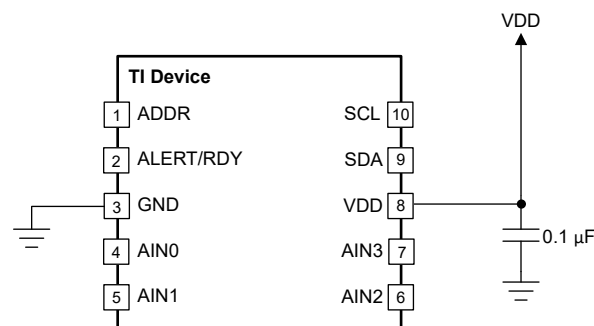 VDD
TI Device
1 ADDR SCL 10
2 ALERT/RDY SDA 9
3 GND VDD 8
0.1 µF
4 AIN0 AIN3 7
5 AIN1 AIN2 6